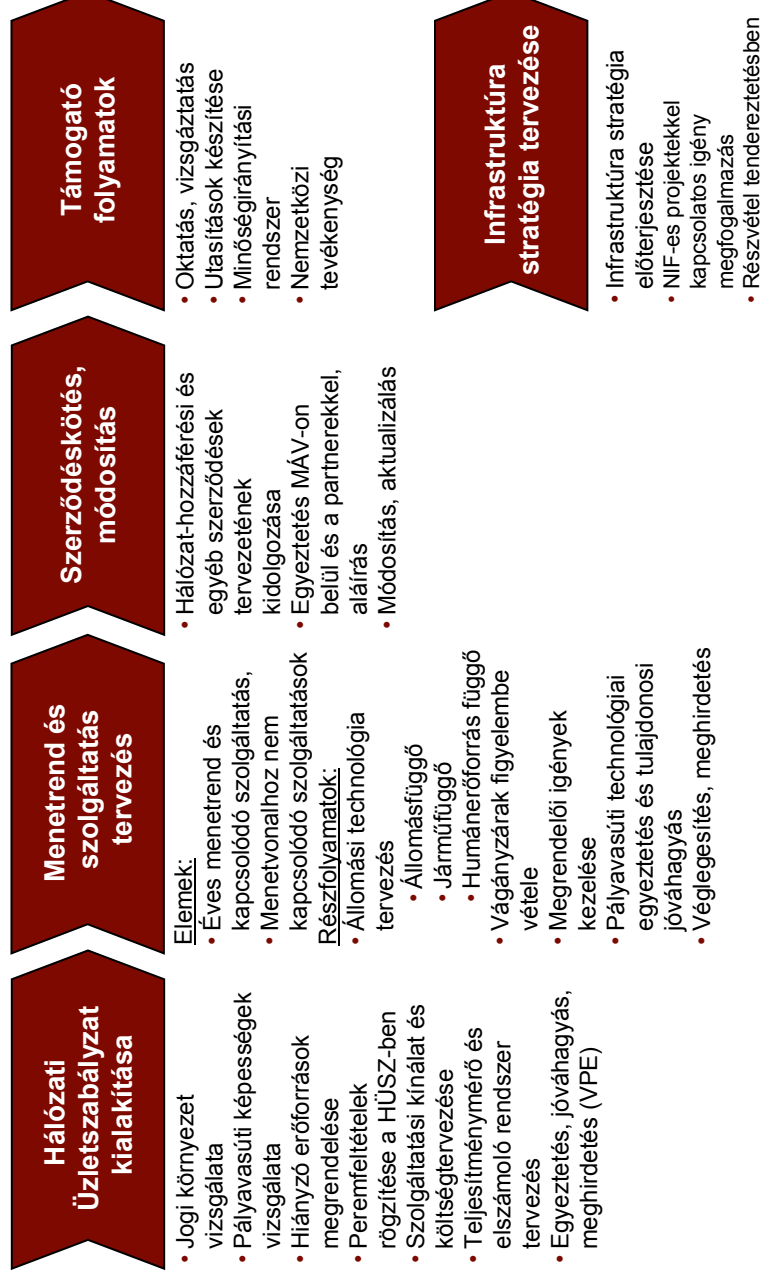 Hálózati
Üzletszabályzat
kialakítása
• Jogi környezet
vizsgálata
• Pályavasúti képességek
vizsgálata
• Hiányzó erőforrások
megrendelése
• Peremfeltételek
rögzítése a HÜSZ-ben
• Szolgáltatási kínálat és
költségtervezése
• Teljesítménymérő és
elszámoló rendszer
tervezés
• Egyeztetés, jóváhagyás,
meghirdetés (VPE)
Menetrend és
szolgáltatás
tervezés
Elemek:
• Éves menetrend és
kapcsolódó szolgáltatás,
• Menetvonalhoz nem
kapcsolódó szolgáltatások
Részfolyamatok:
• Állomási technológia
tervezés
• Állomásfüggő
• Járműfüggő
• Humánerőforrás függő
• Vágányzárak figyelembe
vétele
• Megrendelői igények
kezelése
• Pályavasúti technológiai
egyeztetés és tulajdonosi
jóváhagyás
• Véglegesítés, meghirdetés
Szerződéskötés,
módosítás
• Hálózat-hozzáférési és
egyéb szerződések
tervezetének
kidolgozása
• Egyeztetés MÁV-on
belül és a partnerekkel,
aláírás
• Módosítás, aktualizálás
Támogató
folyamatok
• Oktatás, vizsgáztatás
• Utasítások készítése
• Minőségirányítási
rendszer
• Nemzetközi
tevékenység
Infrastruktúra
stratégia tervezése
• Infrastruktúra stratégia
előterjesztése
• NIF-es projektekkel
kapcsolatos igény
megfogalmazás
• Részvétel tendereztetésben